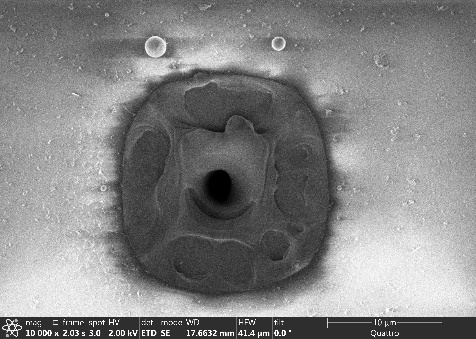 mag □ frame spot HV det mode WD HFW tilt 10 µm
10 000 x 2.03 s 3.0 2.00 kV ETD SE 17.6632 mm 41.4 µm 0.0 ° Quattro